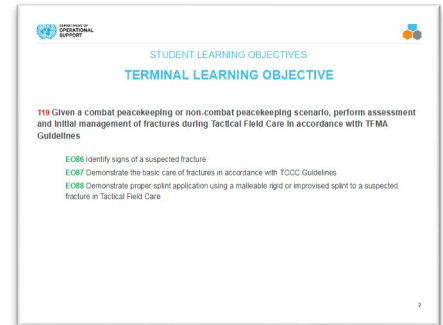 DEPARTMENT OF
OPERATIONAL
SUPPORT
STUDENT LEARNING OBJECTIVES
TERMINAL LEARNING OBJECTIVE
T19 Given a combat peacekeeping or non-combat peacekeeping scenario, perform assessment
and Initial management of fractures during Tactical Field Care in accordance with TFMA
Guidelines
EO86 Identify signs of a suspected fracture
EO87 Demonstrate the basic care of fractures in accordance with TCCC Guidelines
EO88 Demonstrate proper splint application using a malleable rigid or improvised splint to a suspected
fracture in Tactical Field Care
2